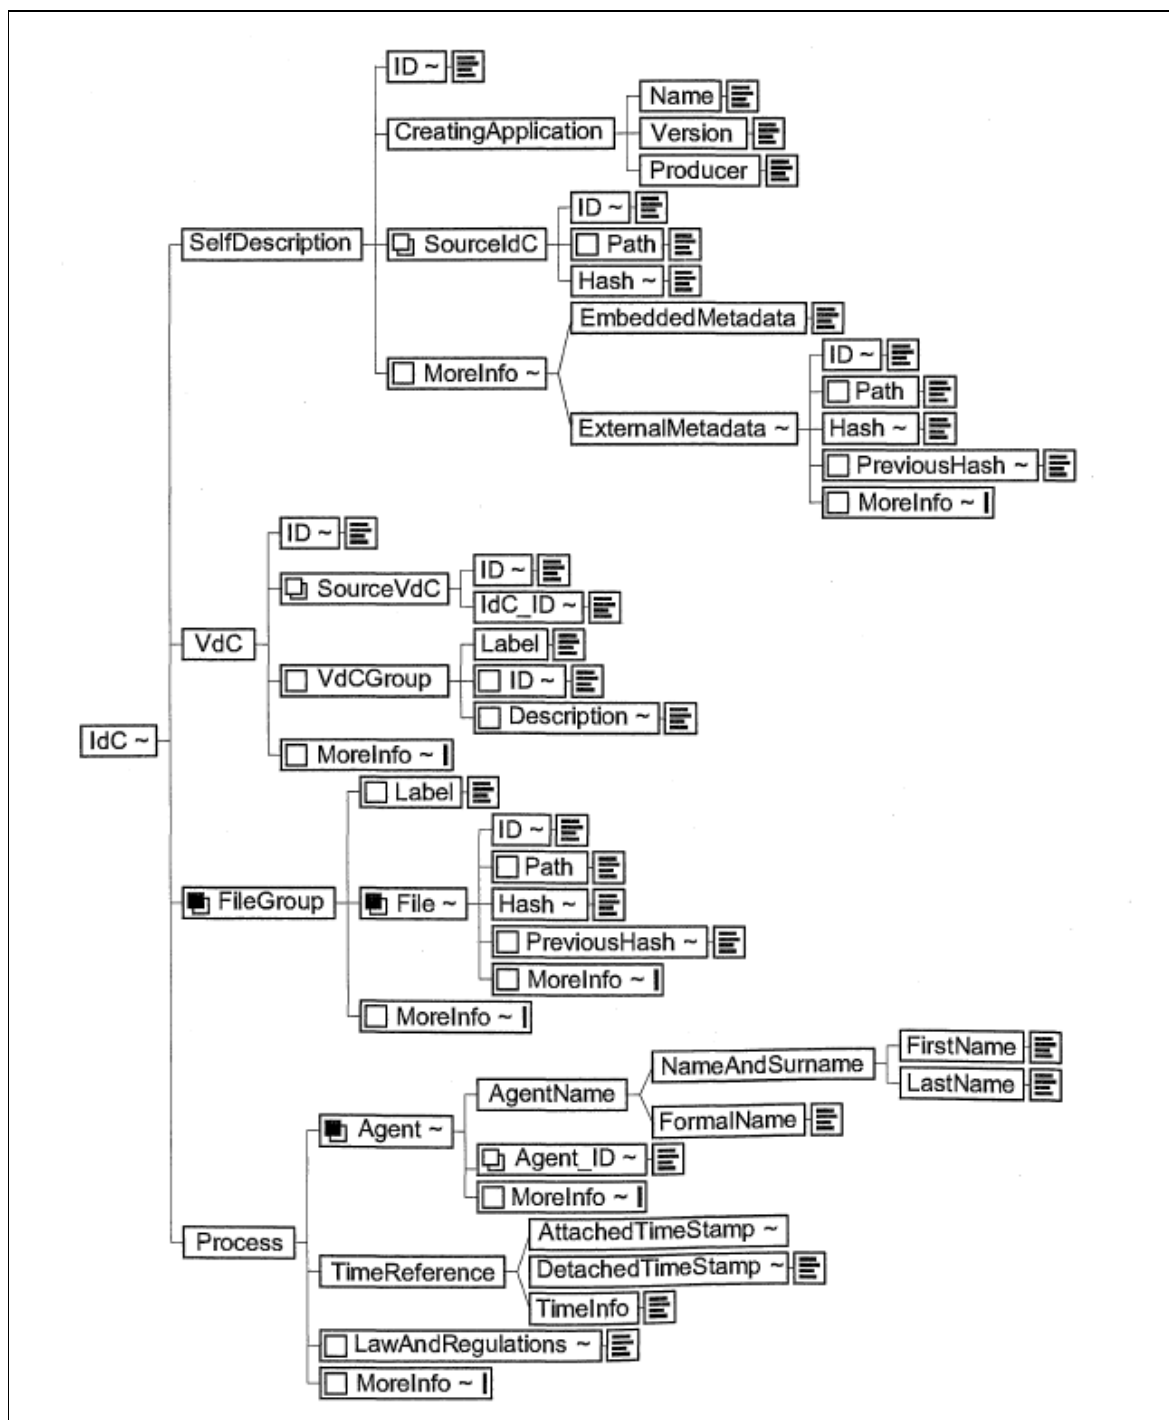 ID ~
CreatingApplication
Name
Version
Producer
SelfDescription
SourceIdC
ID ~
Path
Hash ~
MoreInfo ~
EmbeddedMetadata
ExternalMetadata ~
ID ~
Path
Hash ~
PreviousHash ~
MoreInfo ~
ID ~
SourceVdC
ID ~
IdC_ID ~
VdC
VdCGroup
Label
ID ~
Description ~
MoreInfo ~
IdC ~
Label
FileGroup
File ~
ID ~
Path
Hash ~
PreviousHash ~
MoreInfo ~
MoreInfo ~
Process
Agent ~
AgentName
NameAndSurname
FirstName
LastName
FormalName
Agent_ID ~
MoreInfo ~
TimeReference
AttachedTimeStamp ~
DetachedTimeStamp ~
TimeInfo
LawAndRegulations ~
MoreInfo ~